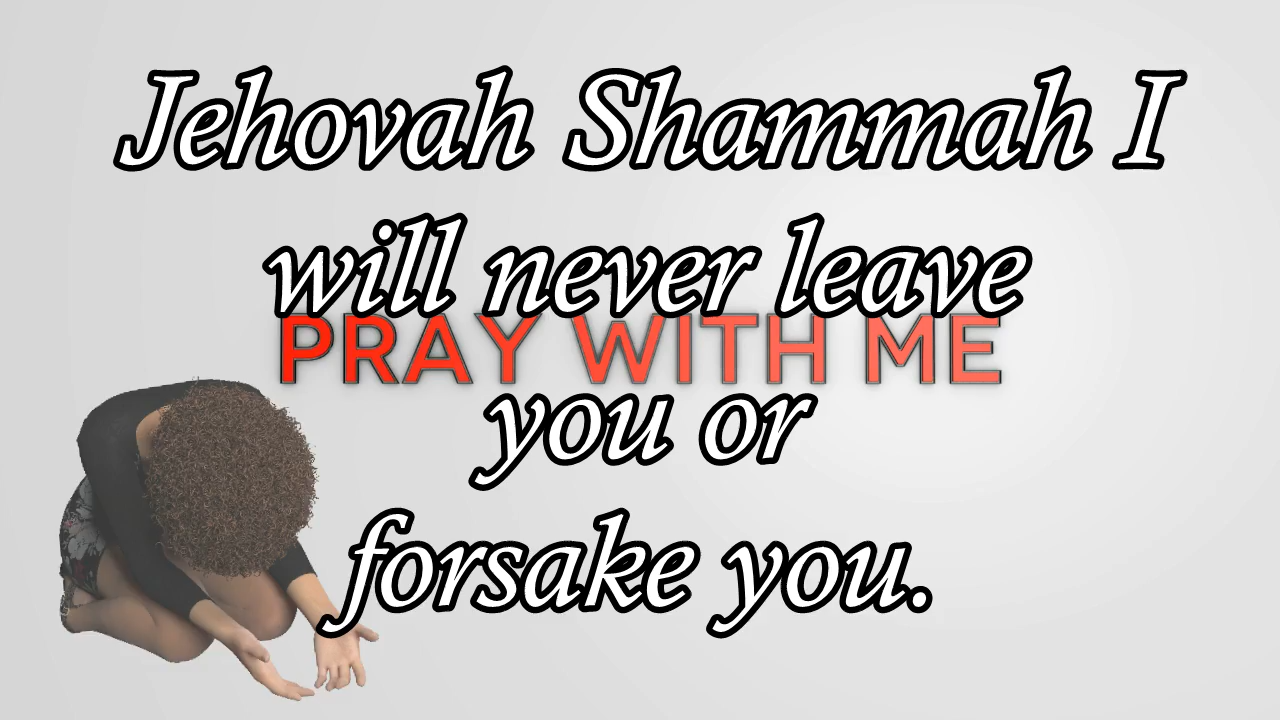 Jehovah Shammah I
will never leave
PRAY WITH ME
you or
forsake you.